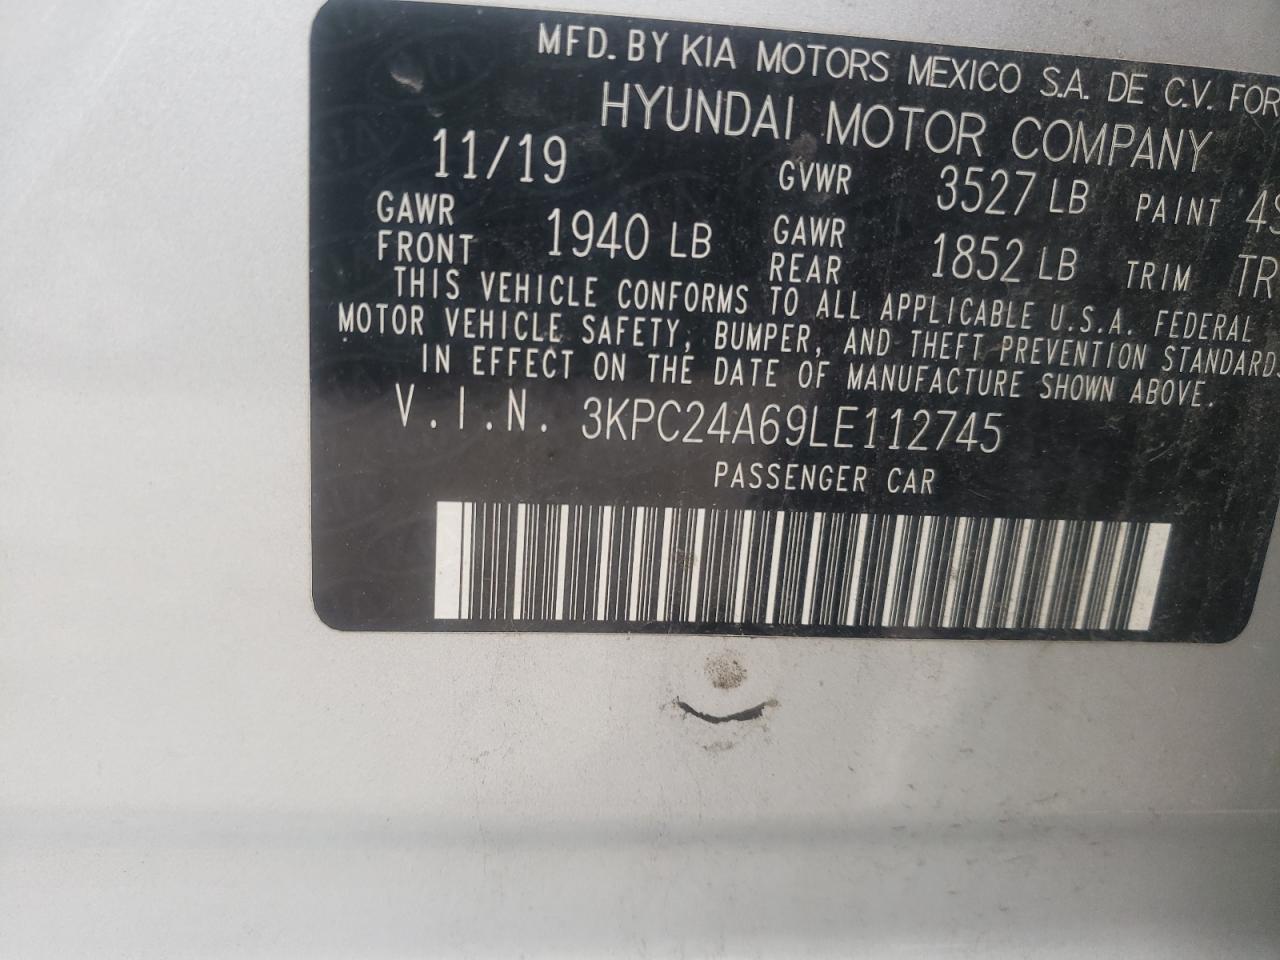 MFD. BY KIA MOTORS MEXICO S.A. DE C.V. FOR
HYUNDAI MOTOR COMPANY
11/19 GVWR 3527 LB PAINT
GAWR FRONT 1940 LB GAWR REAR 1852 LB TRIM TR
THIS VEHICLE CONFORMS TO ALL APPLICABLE U.S.A. FEDERAL
MOTOR VEHICLE SAFETY, BUMPER, AND THEFT PREVENTION STANDARDS
IN EFFECT ON THE DATE OF MANUFACTURE SHOWN ABOVE.
V.I.N. 3KPC24A69LE112745
PASSENGER CAR